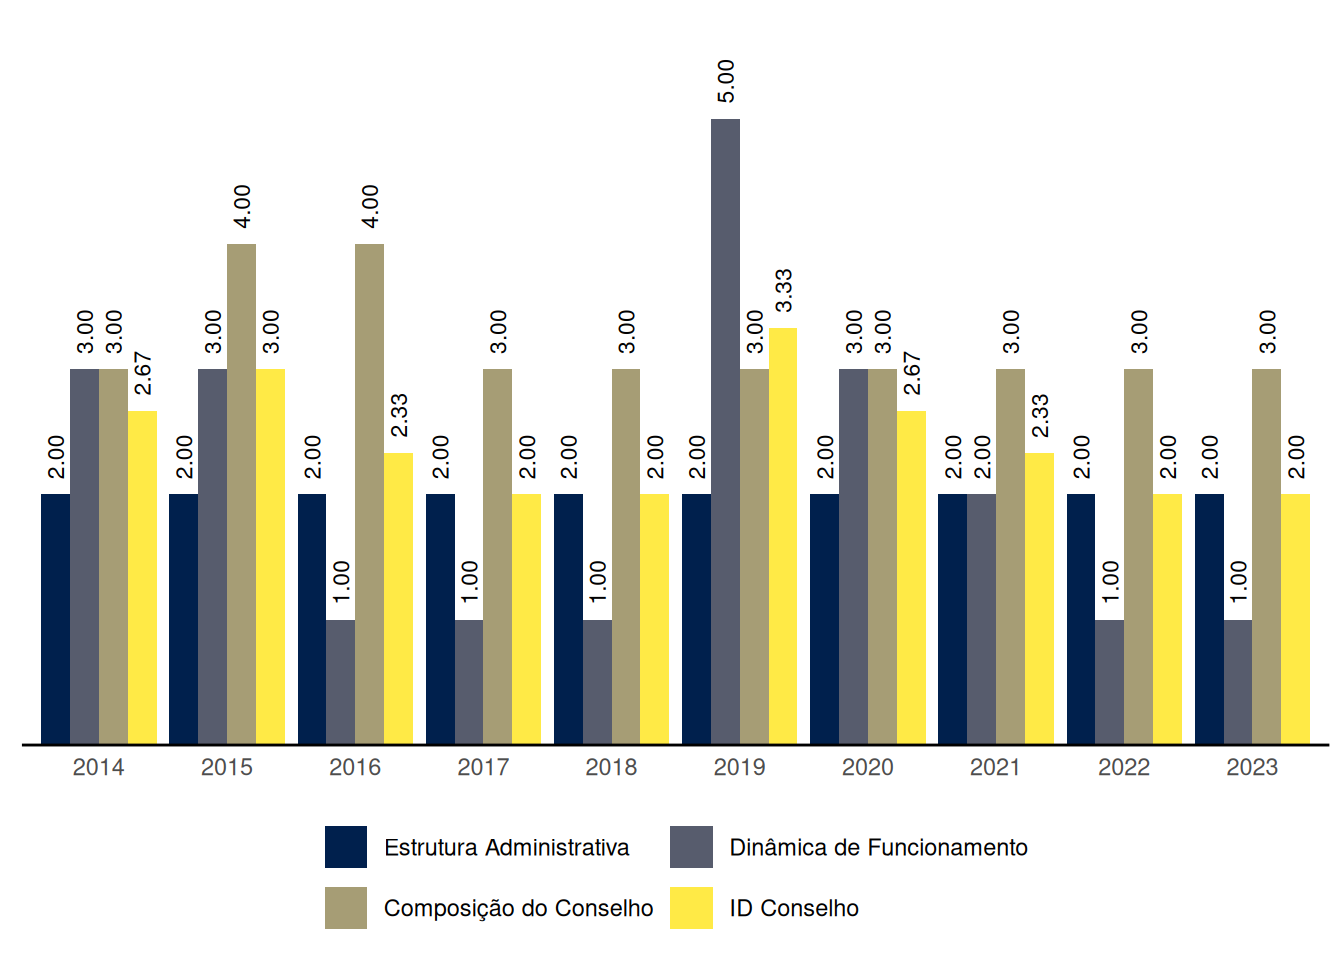 5.00
4.00 4.00
3.33
3.00 3.00 3.00 3.00 3.00 3.00 3.00 3.00 3.00 3.00 3.00 3.00
2.67 2.67
2.33 2.33
2.00 2.00 2.00 2.00 2.00 2.00 2.00 2.00 2.00 2.00 2.00 2.00 2.00 2.00 2.00
1.00 1.00 1.00 1.00 1.00
2014 2015 2016 2017 2018 2019 2020 2021 2022 2023
Estrutura Administrativa Dinâmica de Funcionamento
Composição do Conselho ID Conselho